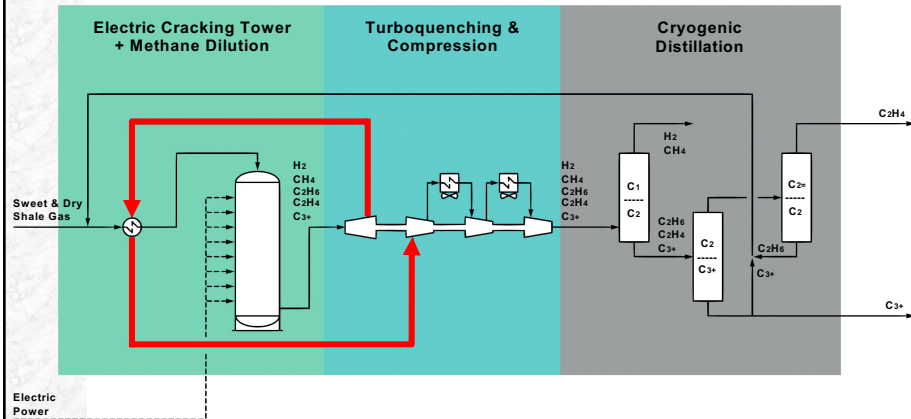 Electric Cracking Tower
+ Methane Dilution
Turboquenching &
Compression
Cryogenic
Distillation
C2H4
H2
CH4
H2
CH4
C2H6
C2H4
C3+
H2
CH4
C2H6
C2H4
C3+
C1
-----
C2
C2=
-----
C2
Sweet & Dry
Shale Gas
C2H6
C2H4
C3+
C2
-----
C3+
C2H6
C3+
C3+
Electric
Power